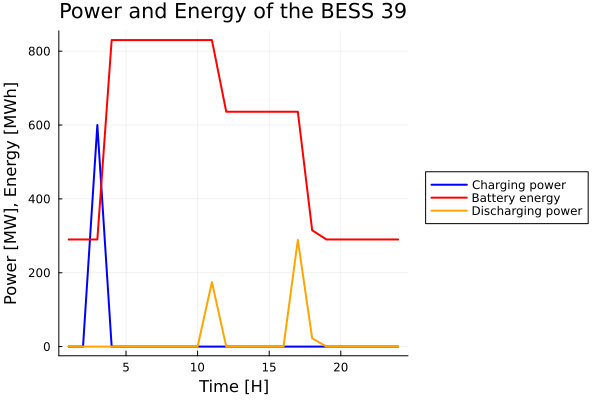 Power and Energy of the BESS 39
Power [MW], Energy [MWh]
800
600
400
200
0
5 10 15 20
Time [H]
Charging power
Battery energy
Discharging power